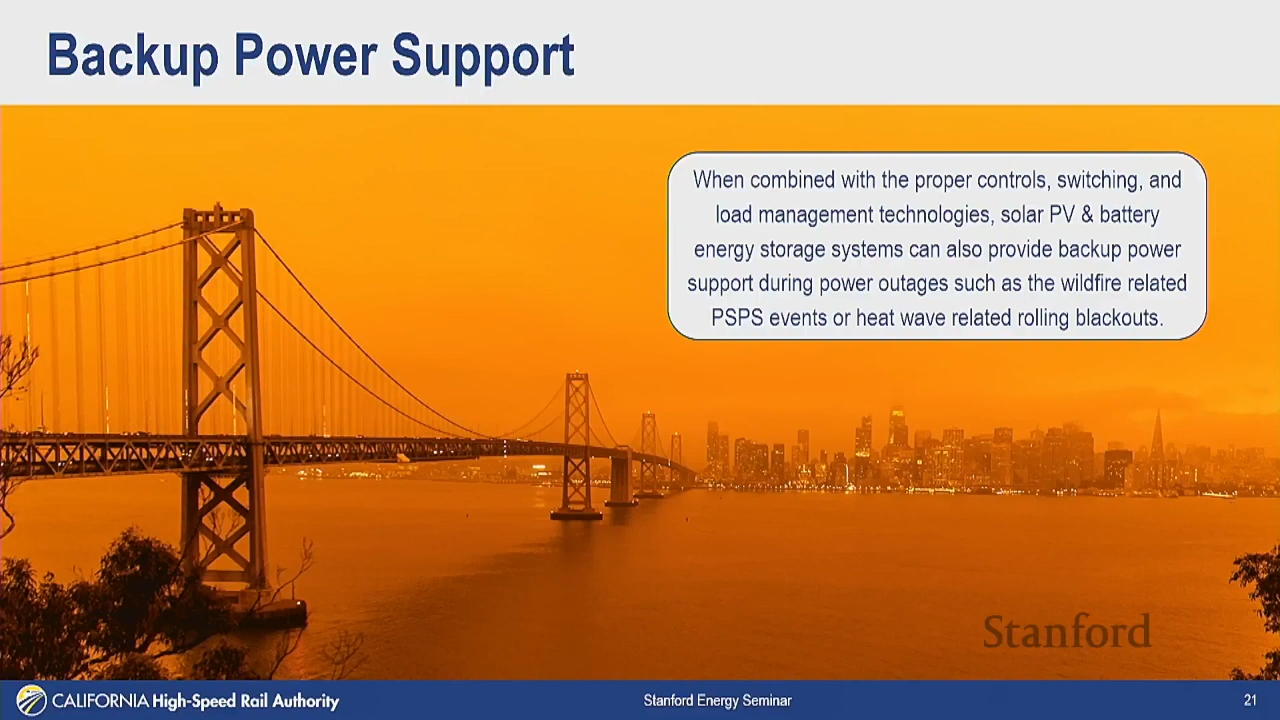 Backup Power Support
When combined with the proper controls, switching, and
load management technologies, solar PV & battery
energy storage systems can also provide backup power
support during power outages such as the wildfire related
PSPS events or heat wave related rolling blackouts.
Stanford
CALIFORNIA High-Speed Rail Authority
Stanford Energy Seminar
21